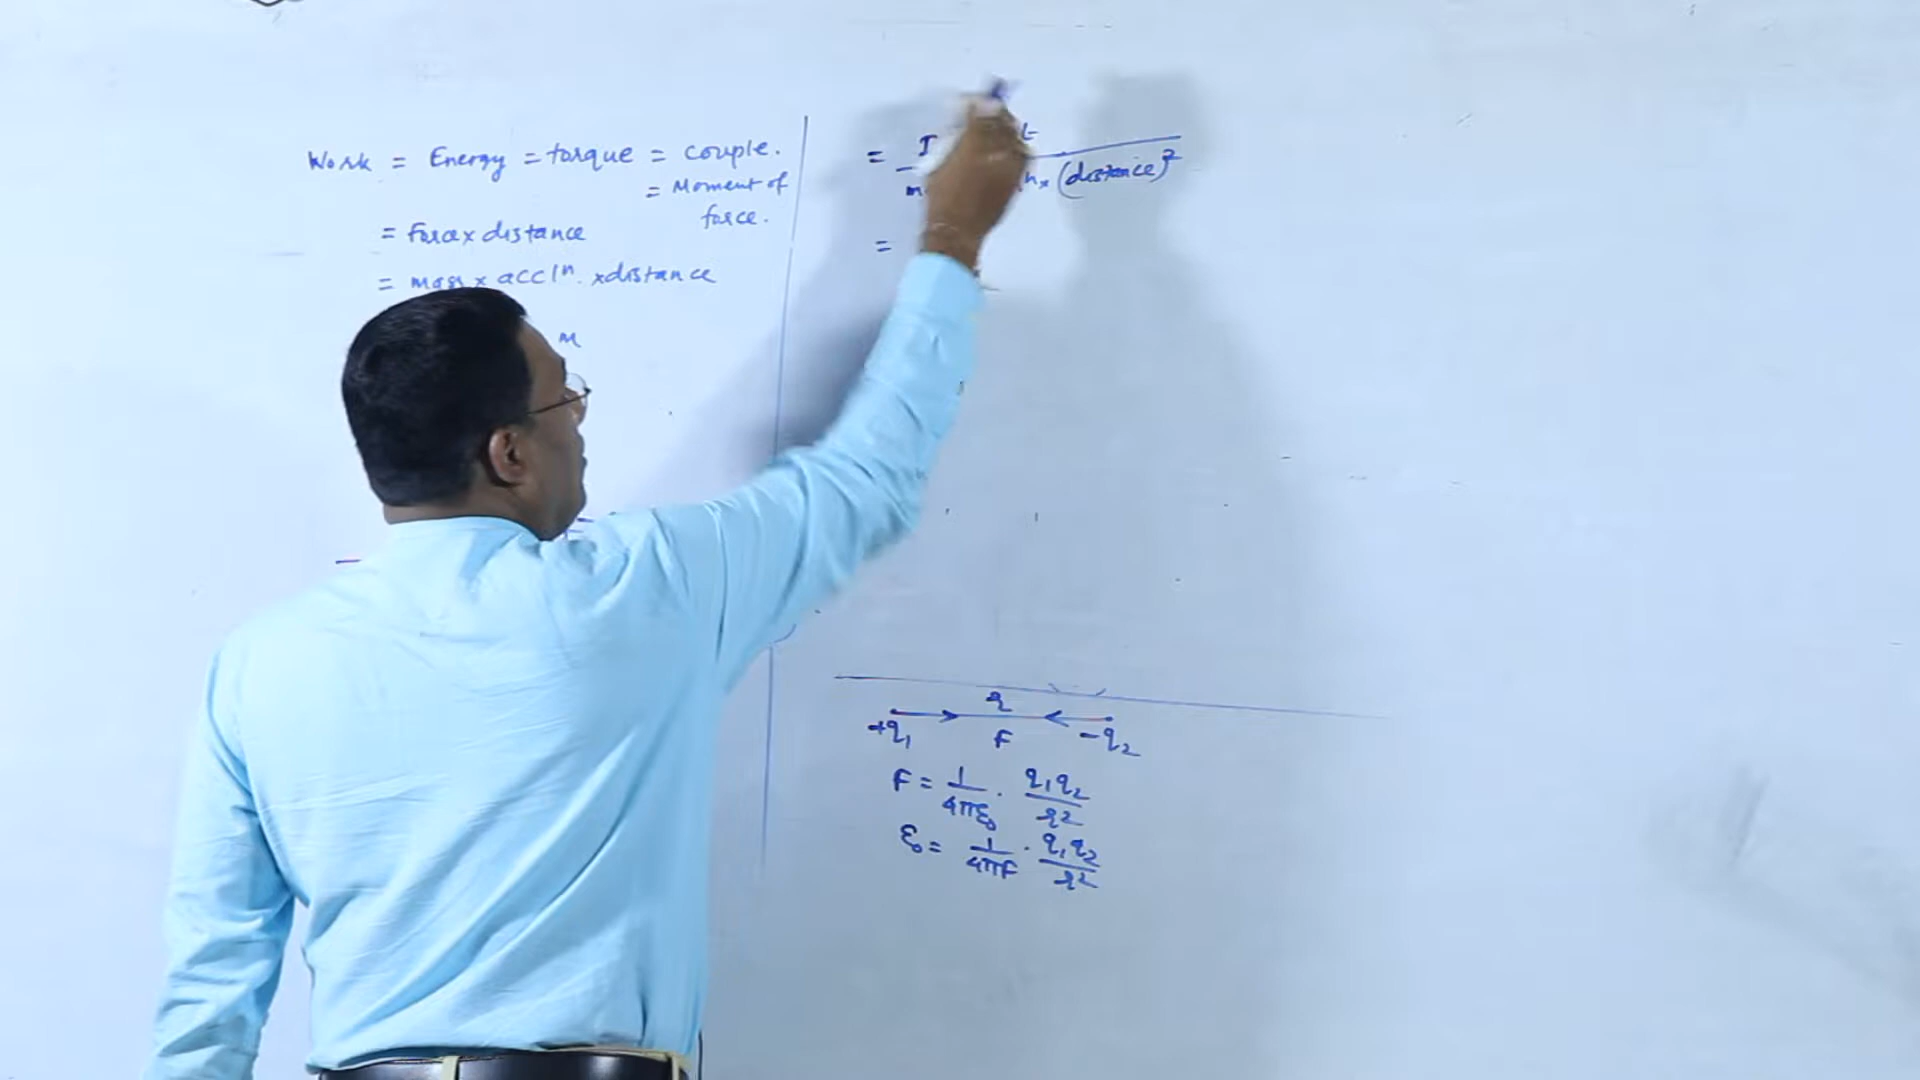 Work = Energy = torque = couple.
= Moment of
force.
= Force x distance
= mass x accln. x distance
m
=
x (distance)²
=
r
+q₁ F -q₂
F = 1/4πε₀ . q₁q₂/r²
ε₀ = 1/4πF . q₁q₂/r²